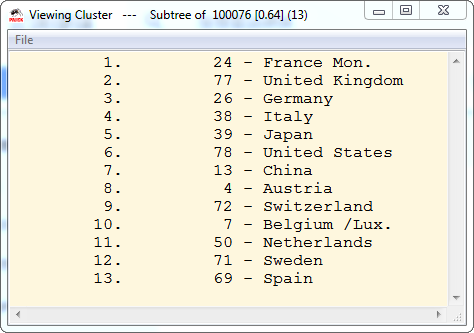 Viewing Cluster --- Subtree of 100076 [0.64] (13)
File
1. 24 - France Mon.
2. 77 - United Kingdom
3. 26 - Germany
4. 38 - Italy
5. 39 - Japan
6. 78 - United States
7. 13 - China
8. 4 - Austria
9. 72 - Switzerland
10. 7 - Belgium /Lux.
11. 50 - Netherlands
12. 71 - Sweden
13. 69 - Spain